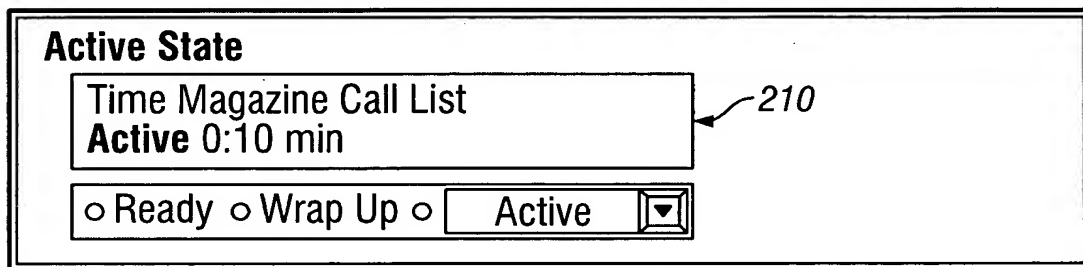 Active State
Time Magazine Call List
Active 0:10 min
210
Ready Wrap Up Active